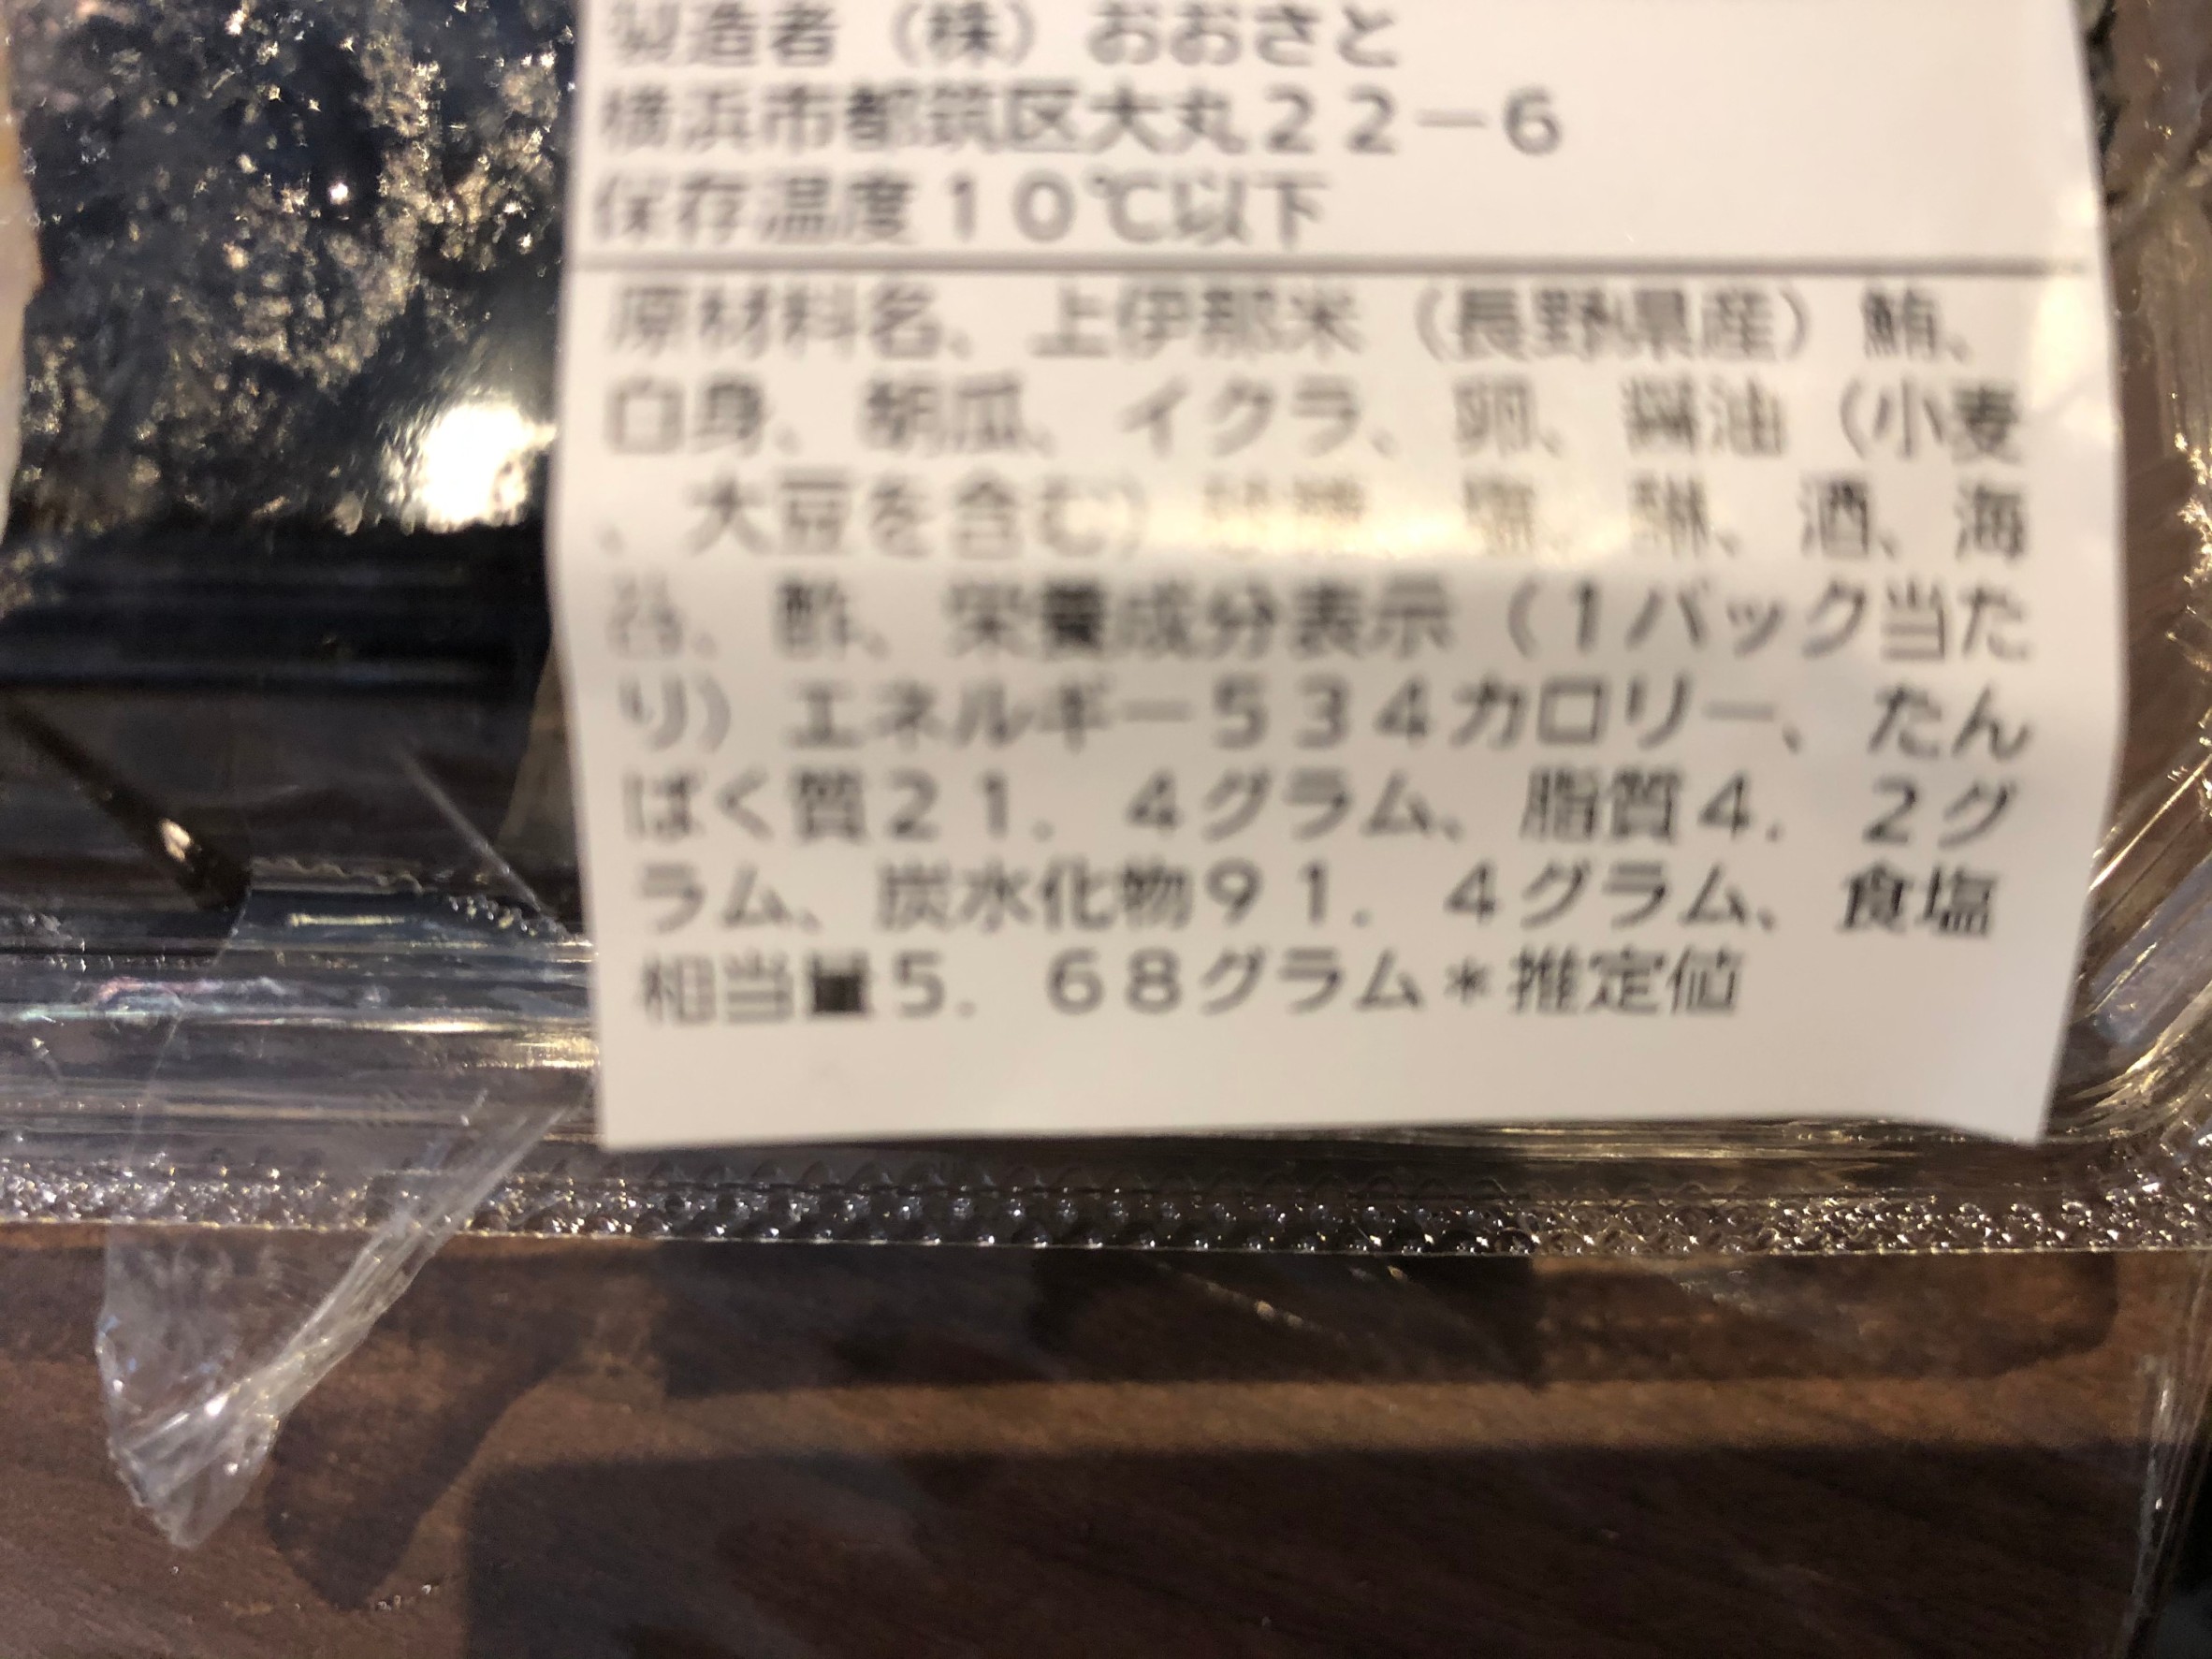 製造者（株）おおさと
横浜市都筑区大丸２２－６
保存温度１０℃以下
原材料名、上伊那米（長野県産）鮪、
白身、胡瓜、イクラ、卵、醤油（小麦
、大豆を含む）、塩、酒、海
苔、酢、栄養成分表示（１パック当た
り）エネルギー５３４カロリー、たん
ぱく質２１．４グラム、脂質４．２グ
ラム、炭水化物９１．４グラム、食塩
相当量５．６８グラム＊推定値